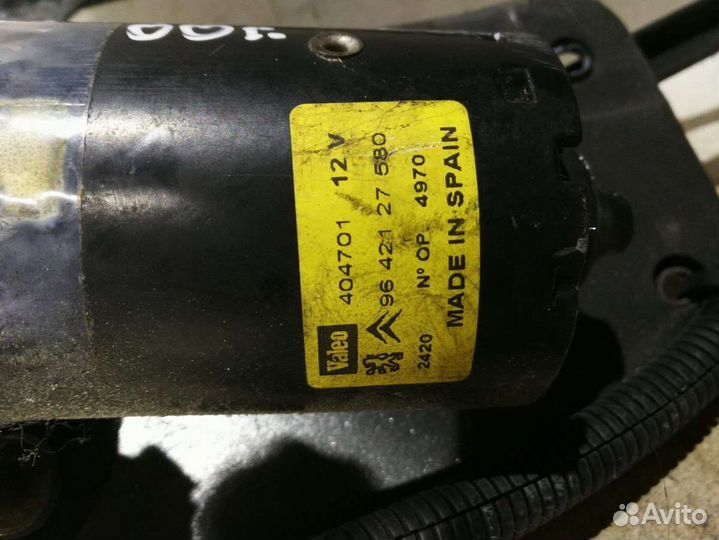 Valeo 404701 12 V
96 421 27 580
2420 N° OP 4970
MADE IN SPAIN
Avito